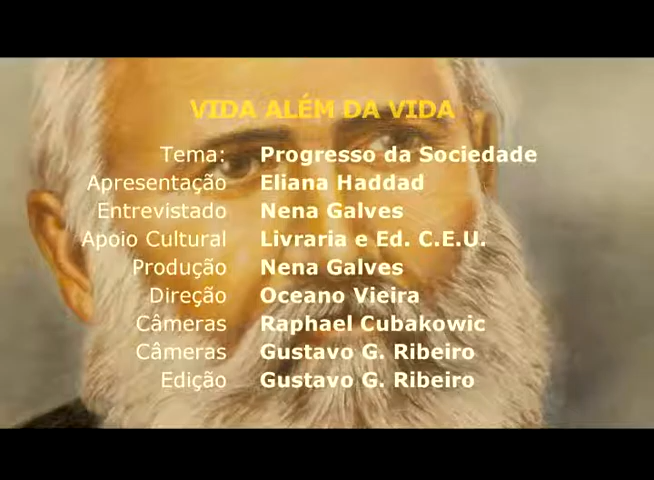 VIDA ALÉM DA VIDA
Tema: Progresso da Sociedade
Apresentação Eliana Haddad
Entrevistado Nena Galves
Apoio Cultural Livraria e Ed. C.E.U.
Produção Nena Galves
Direção Oceano Vieira
Câmeras Raphael Cubakowic
Câmeras Gustavo G. Ribeiro
Edição Gustavo G. Ribeiro